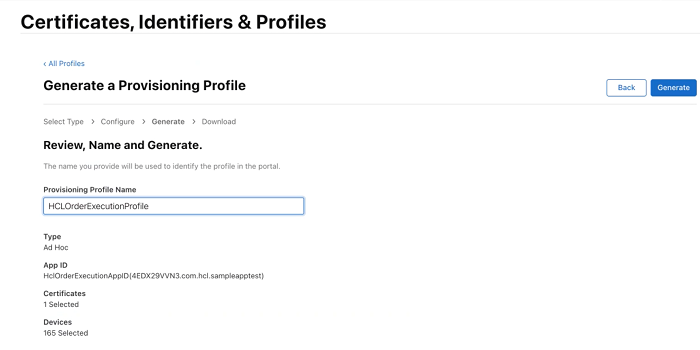 Certificates, Identifiers & Profiles
‹ All Profiles
Generate a Provisioning Profile
Back
Generate
Select Type > Configure > Generate > Download
Review, Name and Generate.
The name you provide will be used to identify the profile in the portal.
Provisioning Profile Name
HCLOrderExecutionProfile
Type
Ad Hoc
App ID
HclOrderExecutionAppID(4EDX29VVN3.com.hcl.sampleapptest)
Certificates
1 Selected
Devices
165 Selected